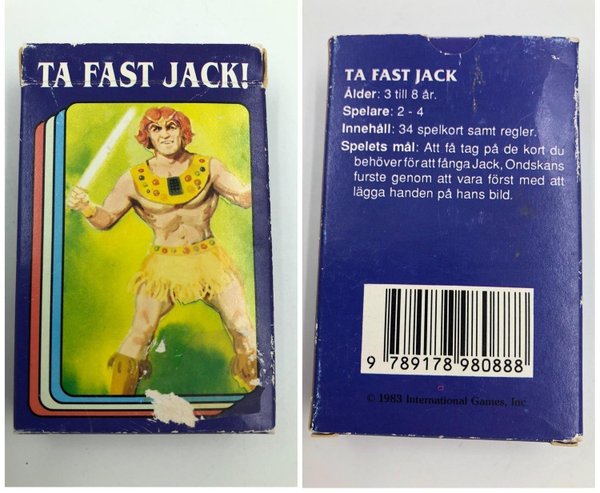 TA FAST JACK!
TA FAST JACK
Ålder: 3 till 8 år.
Spelare: 2 - 4
Innehåll: 34 spelkort samt regler.
Spelets mål: Att få tag på de kort du
behöver för att fånga Jack, Ondskans
furste genom att vara först med att
lägga handen på hans bild.
9 789178 980888
© 1983 International Games, Inc.